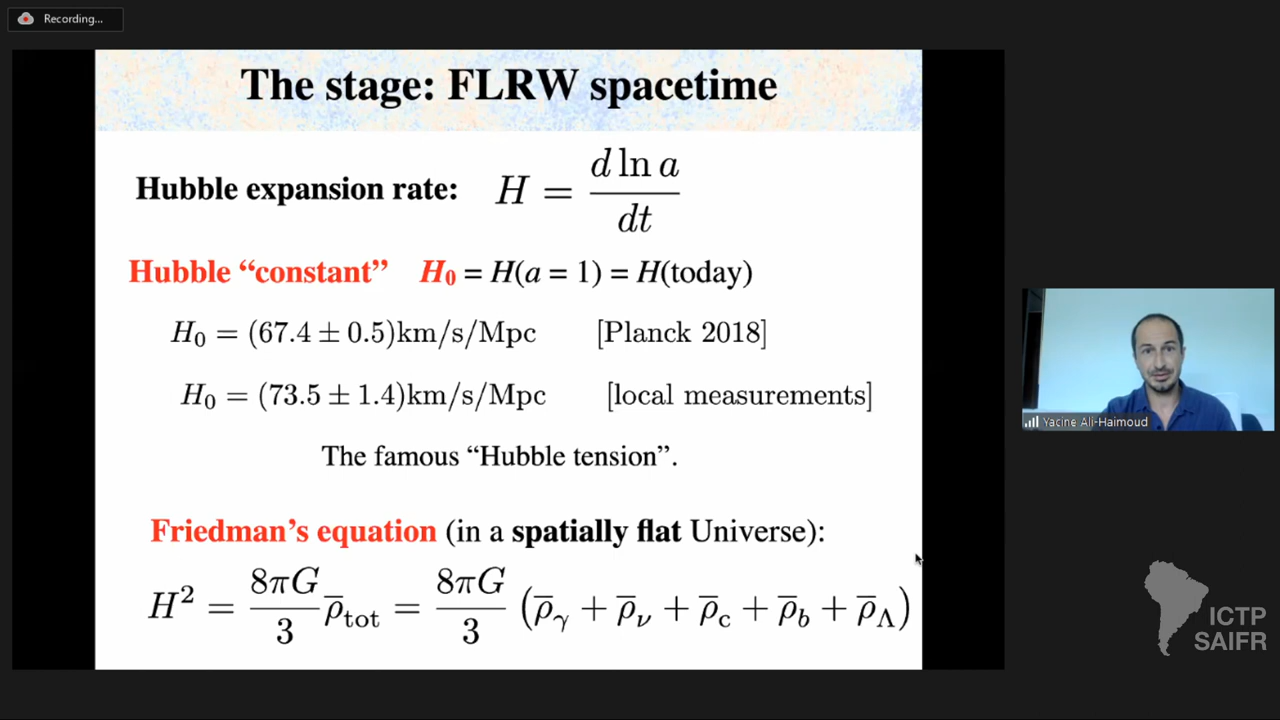 Recording...
The stage: FLRW spacetime
Hubble expansion rate: H = d ln a / dt
Hubble “constant” H₀ = H(a = 1) = H(today)
H₀ = (67.4 ± 0.5)km/s/Mpc [Planck 2018]
H₀ = (73.5 ± 1.4)km/s/Mpc [local measurements]
The famous “Hubble tension”.
Friedman’s equation (in a spatially flat Universe):
H² = 8πG/3 ρ̅_tot = 8πG/3 (ρ̅_γ + ρ̅_ν + ρ̅_c + ρ̅_b + ρ̅_Λ)
Yacine Ali-Haimoud
ICTP
SAIFR